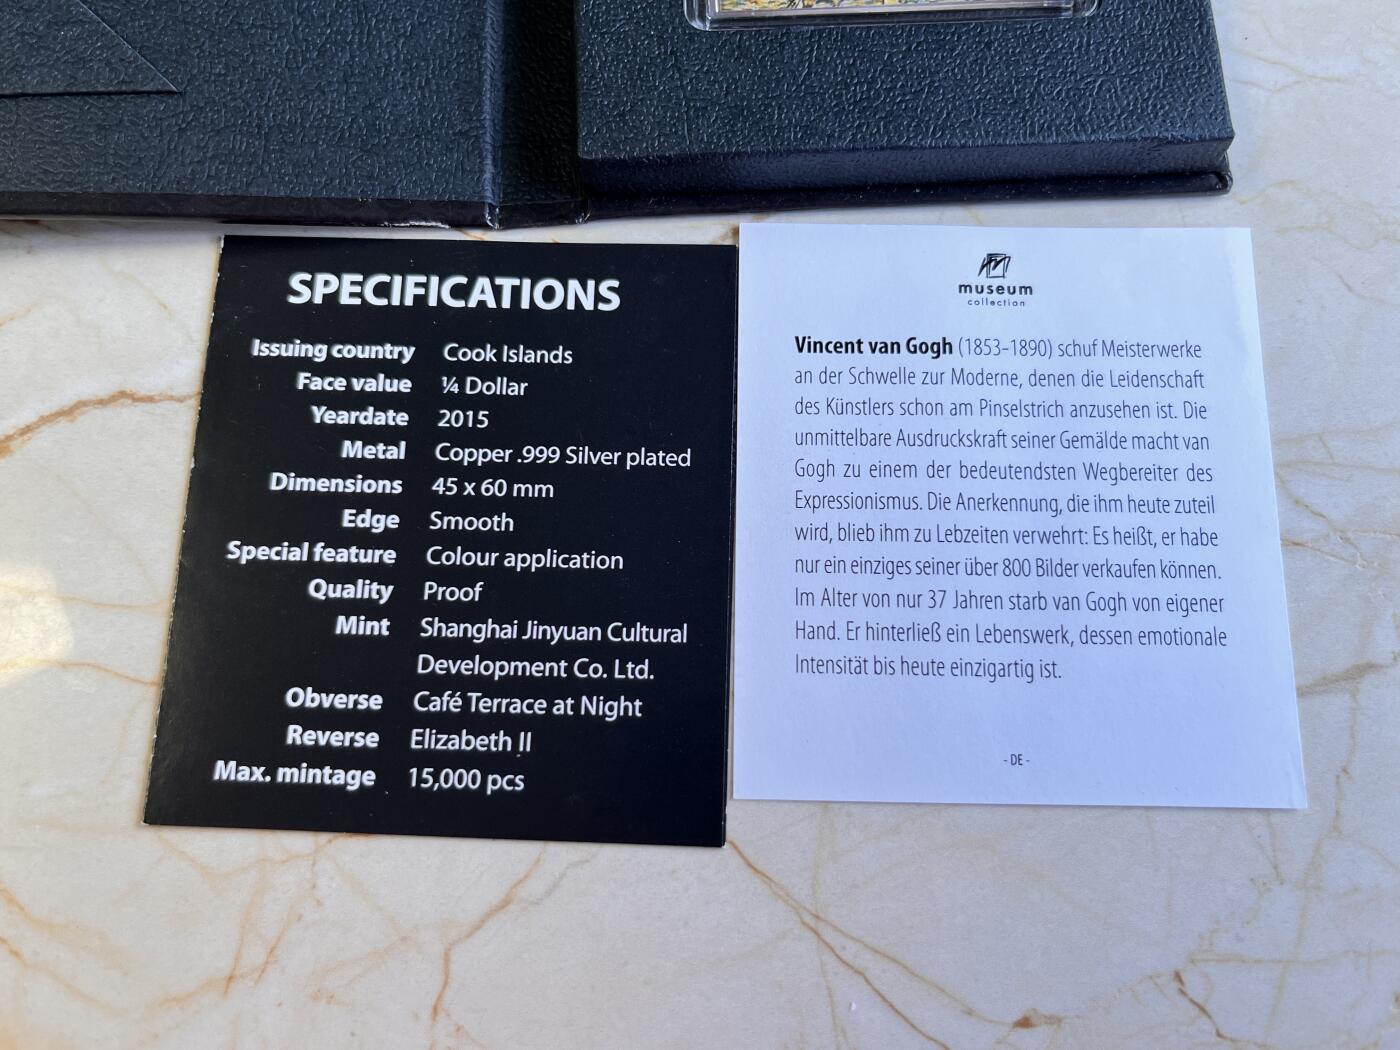 SPECIFICATIONS
Issuing country Cook Islands
Face value ¼ Dollar
Yeardate 2015
Metal Copper .999 Silver plated
Dimensions 45 x 60 mm
Edge Smooth
Special feature Colour application
Quality Proof
Mint Shanghai Jinyuan Cultural
Development Co. Ltd.
Obverse Café Terrace at Night
Reverse Elizabeth II
Max. mintage 15,000 pcs
museum
collection
Vincent van Gogh (1853–1890) schuf Meisterwerke
an der Schwelle zur Moderne, denen die Leidenschaft
des Künstlers schon am Pinselstrich anzusehen ist. Die
unmittelbare Ausdruckskraft seiner Gemälde macht van
Gogh zu einem der bedeutendsten Wegbereiter des
Expressionismus. Die Anerkennung, die ihm heute zuteil
wird, blieb ihm zu Lebzeiten verwehrt: Es heißt, er habe
nur ein einziges seiner über 800 Bilder verkaufen können.
Im Alter von nur 37 Jahren starb van Gogh von eigener
Hand. Er hinterließ ein Lebenswerk, dessen emotionale
Intensität bis heute einzigartig ist.
- DE -